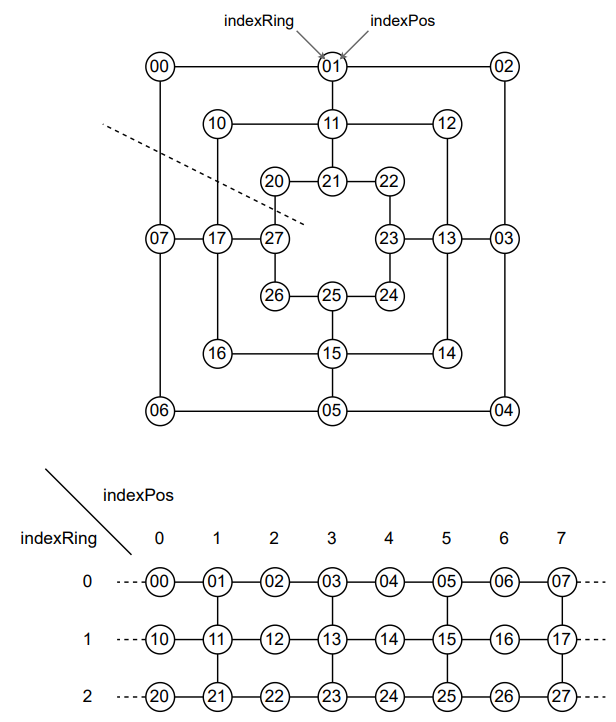 indexRing indexPos
00 01 02
10 11 12
20 21 22
07 17 27 23 13 03
26 25 24
16 15 14
06 05 04
indexPos
indexRing 0 1 2 3 4 5 6 7
0 00 01 02 03 04 05 06 07
1 10 11 12 13 14 15 16 17
2 20 21 22 23 24 25 26 27